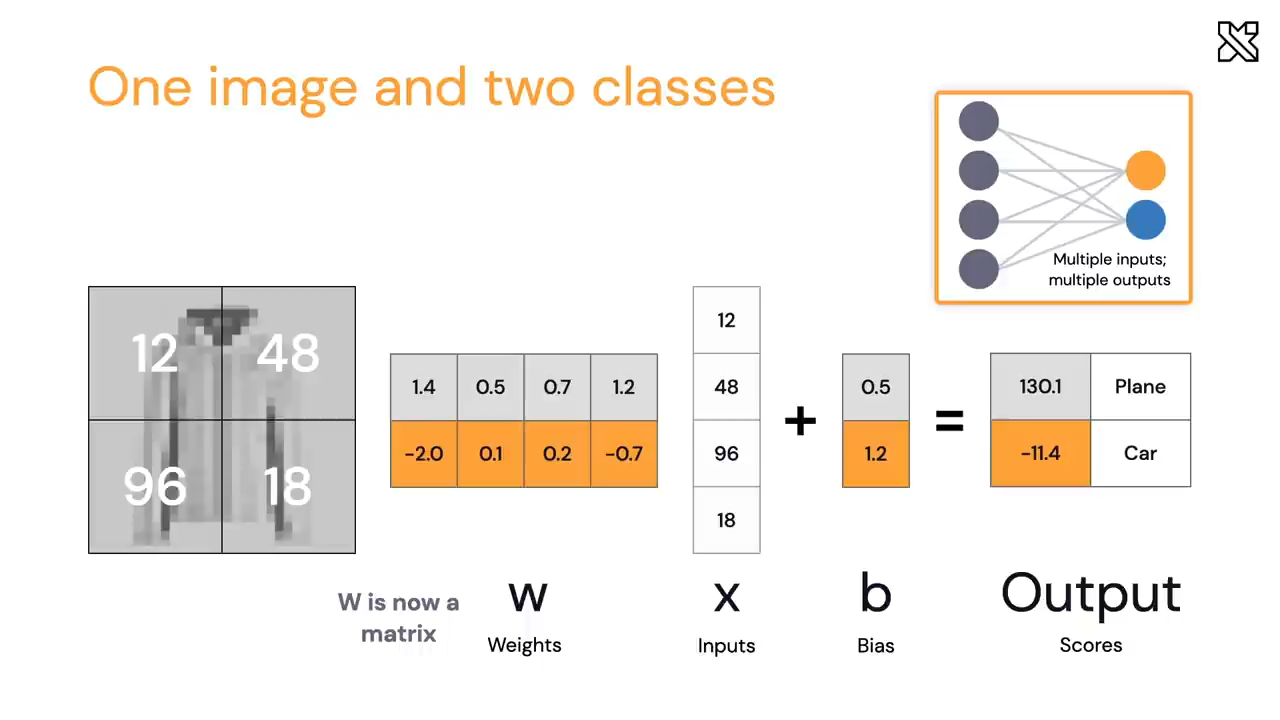 One image and two classes
Multiple inputs;
multiple outputs
12 48
96 18
1.4 0.5 0.7 1.2
-2.0 0.1 0.2 -0.7
12
48
96
18
+
0.5
1.2
=
130.1 Plane
-11.4 Car
W is now a
matrix
w
Weights
x
Inputs
b
Bias
Output
Scores